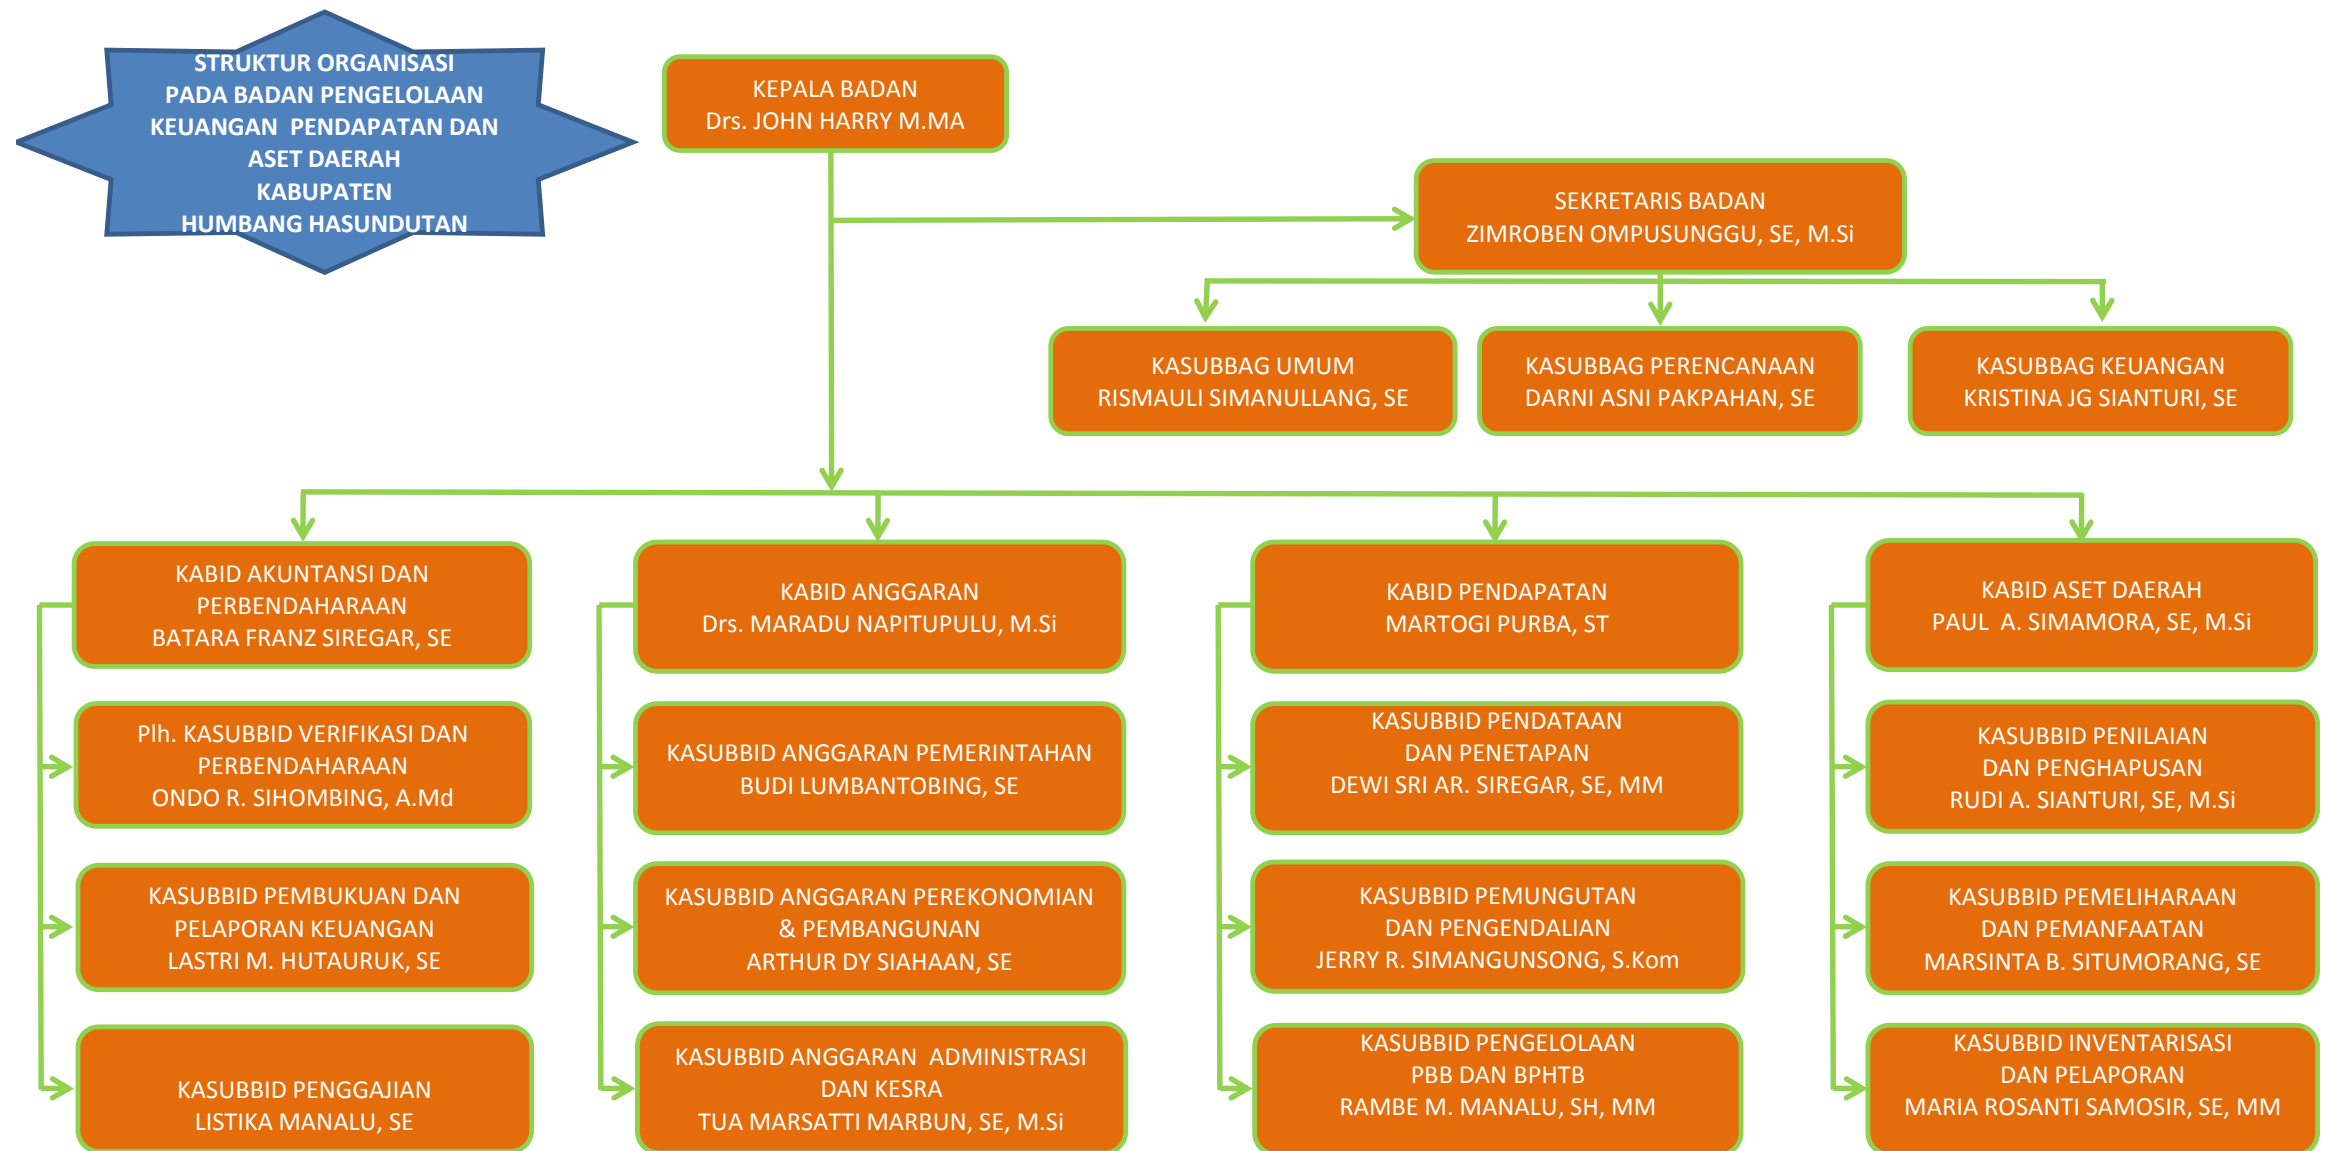 STRUKTUR ORGANISASI
PADA BADAN PENGELOLAAN
KEUANGAN  PENDAPATAN DAN
ASET DAERAH
KABUPATEN
HUMBANG HASUNDUTAN
KEPALA BADAN
Drs. JOHN HARRY M.MA
SEKRETARIS BADAN
ZIMROBEN OMPUSUNGGU, SE, M.Si
KASUBBAG UMUM
RISMAULI SIMANULLANG, SE
KASUBBAG PERENCANAAN
DARNI ASNI PAKPAHAN, SE
KASUBBAG KEUANGAN
KRISTINA JG SIANTURI, SE
KABID AKUNTANSI DAN
PERBENDAHARAAN
BATARA FRANZ SIREGAR, SE
KABID ANGGARAN
Drs. MARADU NAPITUPULU, M.Si
KABID PENDAPATAN
MARTOGI PURBA, ST
KABID ASET DAERAH
PAUL  A. SIMAMORA, SE, M.Si
Plh. KASUBBID VERIFIKASI DAN
PERBENDAHARAAN
ONDO R. SIHOMBING, A.Md
KASUBBID ANGGARAN PEMERINTAHAN
BUDI LUMBANTOBING, SE
KASUBBID PENDATAAN
DAN PENETAPAN
DEWI SRI AR. SIREGAR, SE, MM
KASUBBID PENILAIAN
DAN PENGHAPUSAN
RUDI A. SIANTURI, SE, M.Si
KASUBBID PEMBUKUAN DAN
PELAPORAN KEUANGAN
LASTRI M. HUTAURUK, SE
KASUBBID ANGGARAN PEREKONOMIAN
& PEMBANGUNAN
ARTHUR DY SIAHAAN, SE
KASUBBID PEMUNGUTAN
DAN PENGENDALIAN
JERRY R. SIMANGUNSONG, S.Kom
KASUBBID PEMELIHARAAN
DAN PEMANFAATAN
MARSINTA B. SITUMORANG, SE
KASUBBID PENGGAJIAN
LISTIKA MANALU, SE
KASUBBID ANGGARAN  ADMINISTRASI
DAN KESRA
TUA MARSATTI MARBUN, SE, M.Si
KASUBBID PENGELOLAAN
PBB DAN BPHTB
RAMBE M. MANALU, SH, MM
KASUBBID INVENTARISASI
DAN PELAPORAN
MARIA ROSANTI SAMOSIR, SE, MM